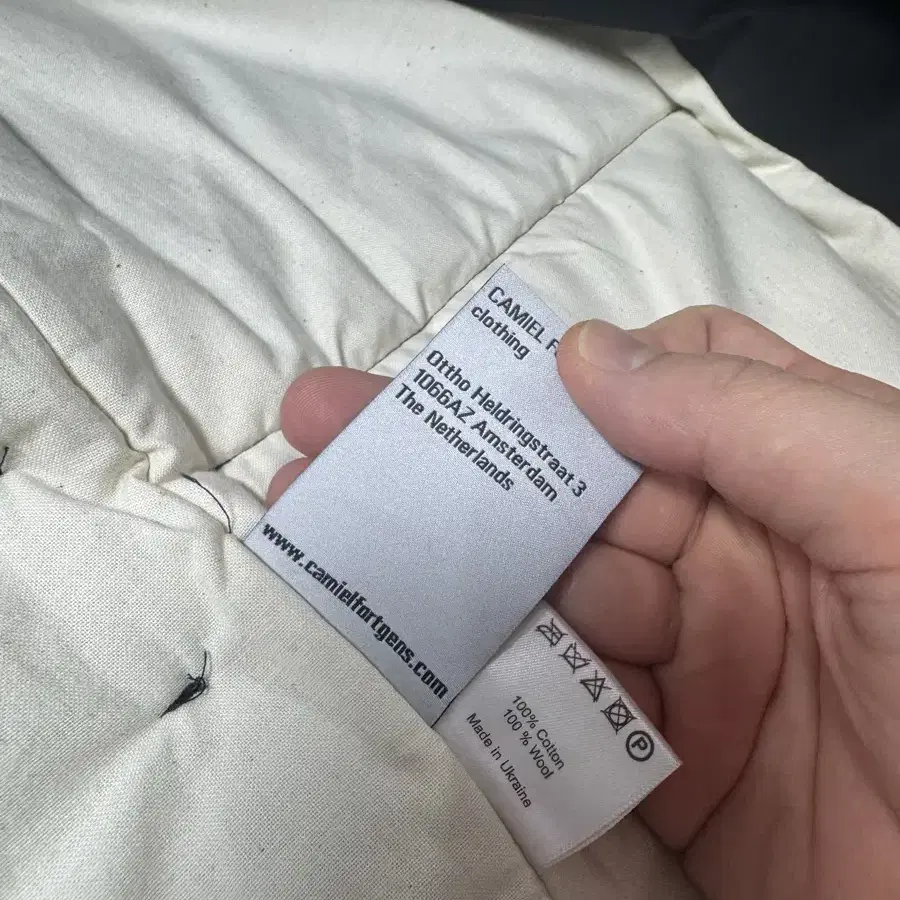 CAMIEL
clothing
Ottho Heldringstraat 3
1066AZ Amsterdam
The Netherlands
www.camielfortgens.com
P
100% Cotton
100 % Wool
Made in Ukraine